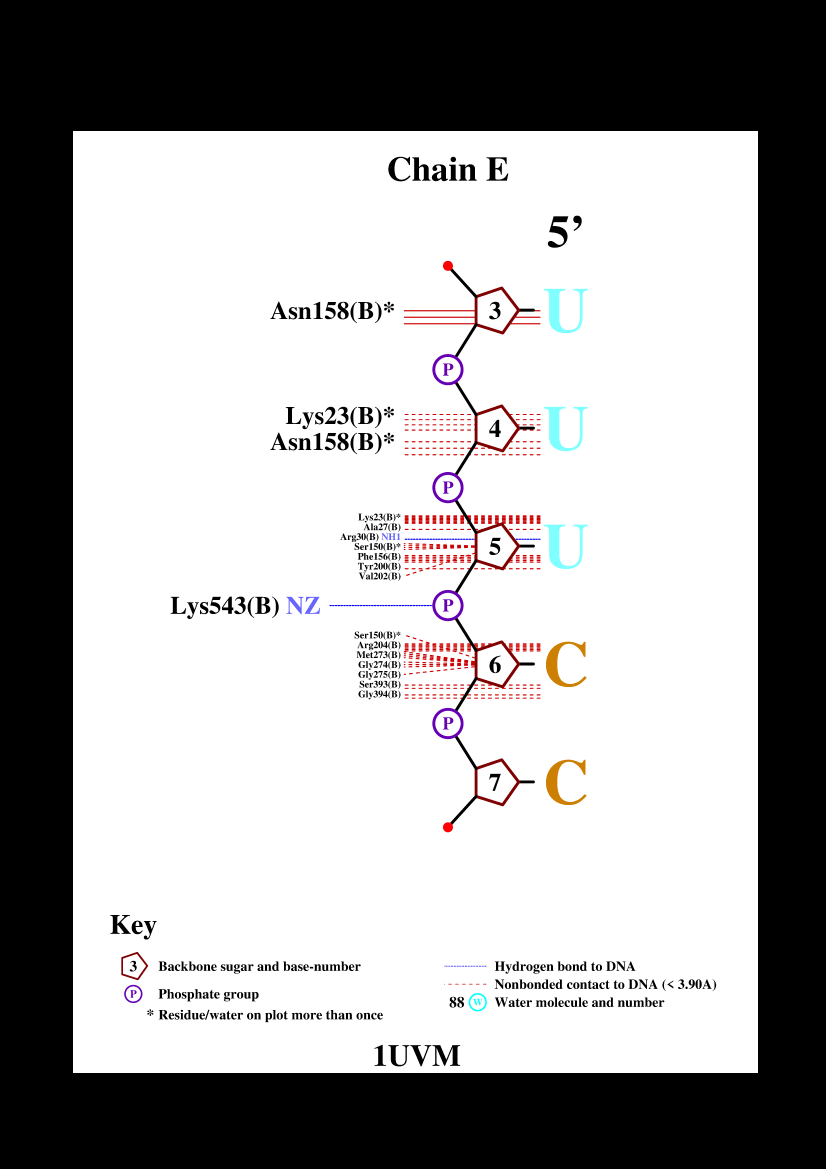 Chain E
5’
Asn158(B)*
3
U
P
Lys23(B)*
Asn158(B)*
4
U
P
Lys23(B)*
Ala27(B)
Arg30(B) NH1
Ser150(B)*
Phe156(B)
Tyr200(B)
Val202(B)
5
U
Lys543(B) NZ
P
Ser150(B)*
Arg204(B)
Met273(B)
Gly274(B)
Gly275(B)
Ser393(B)
Gly394(B)
6
C
P
7
C
Key
3 Backbone sugar and base-number
P Phosphate group
* Residue/water on plot more than once
Hydrogen bond to DNA
Nonbonded contact to DNA (< 3.90A)
88 W Water molecule and number
1UVM